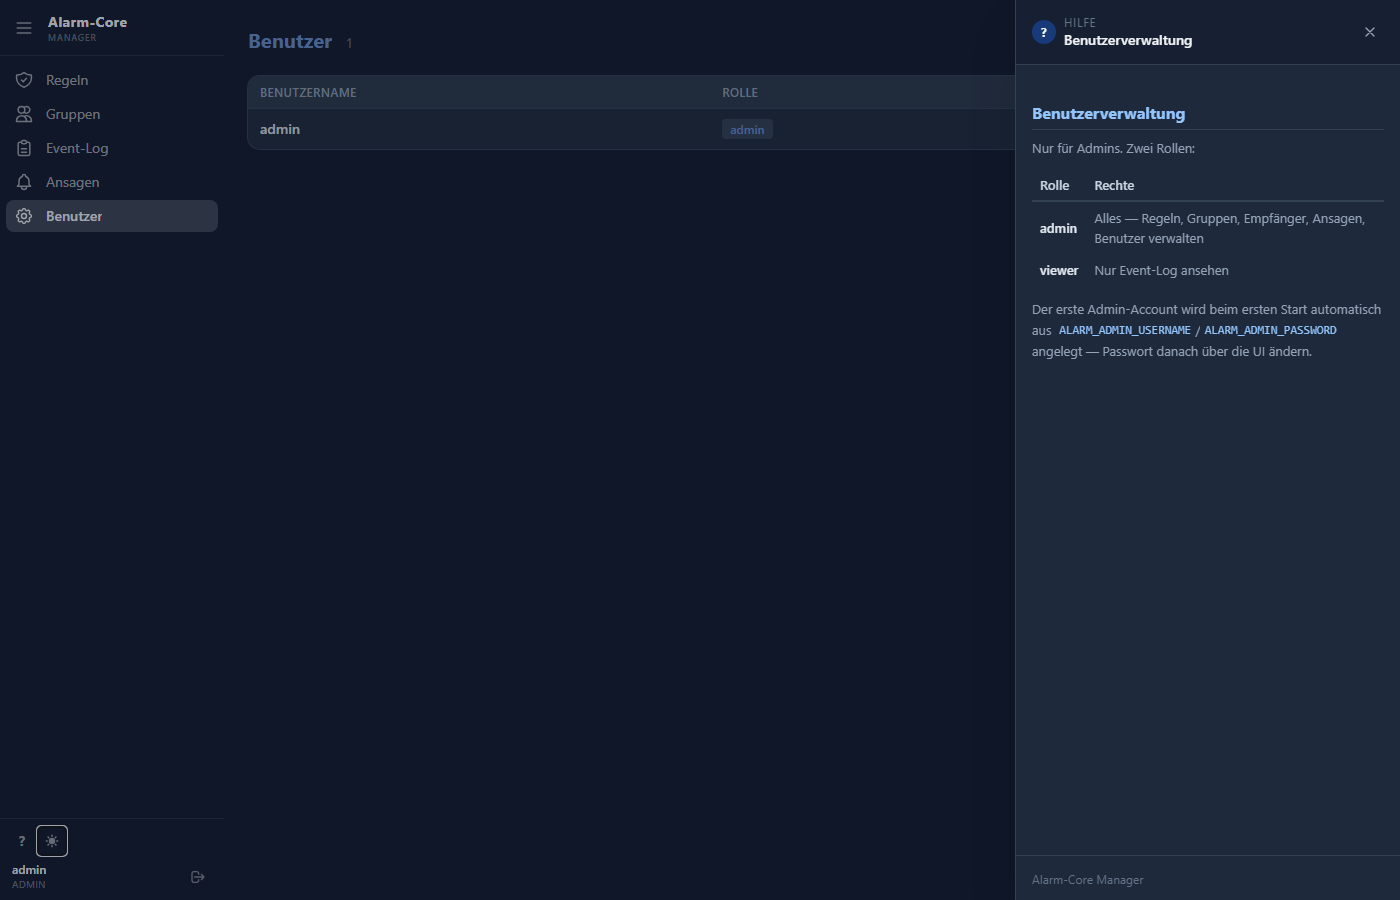 Alarm-Core
MANAGER
Regeln
Gruppen
Event-Log
Ansagen
Benutzer
?
admin
ADMIN
Benutzer 1
BENUTZERNAME ROLLE
admin admin
? HILFE
Benutzerverwaltung
Benutzerverwaltung
Nur für Admins. Zwei Rollen:
Rolle Rechte
admin Alles — Regeln, Gruppen, Empfänger, Ansagen,
Benutzer verwalten
viewer Nur Event-Log ansehen
Der erste Admin-Account wird beim ersten Start automatisch
aus ALARM_ADMIN_USERNAME / ALARM_ADMIN_PASSWORD
angelegt — Passwort danach über die UI ändern.
Alarm-Core Manager